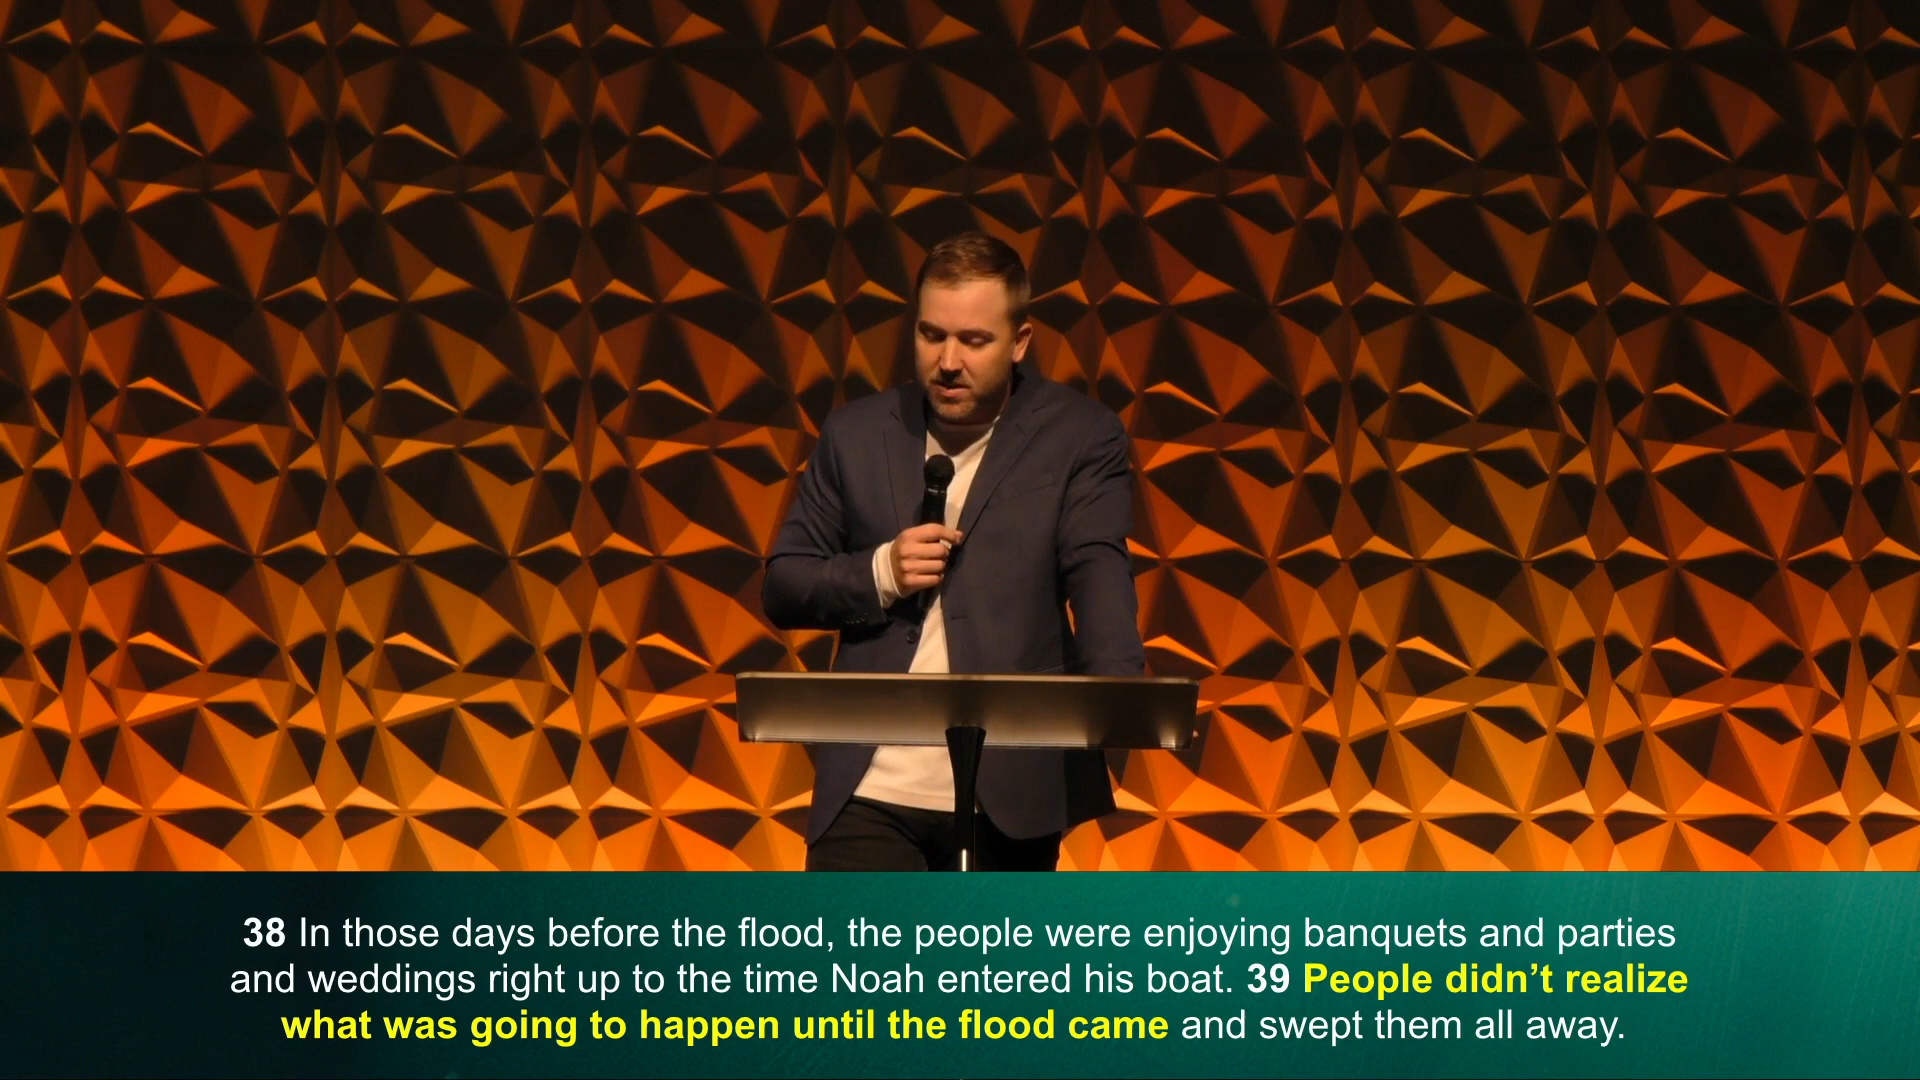 38 In those days before the flood, the people were enjoying banquets and parties
and weddings right up to the time Noah entered his boat. 39 People didn’t realize
what was going to happen until the flood came and swept them all away.